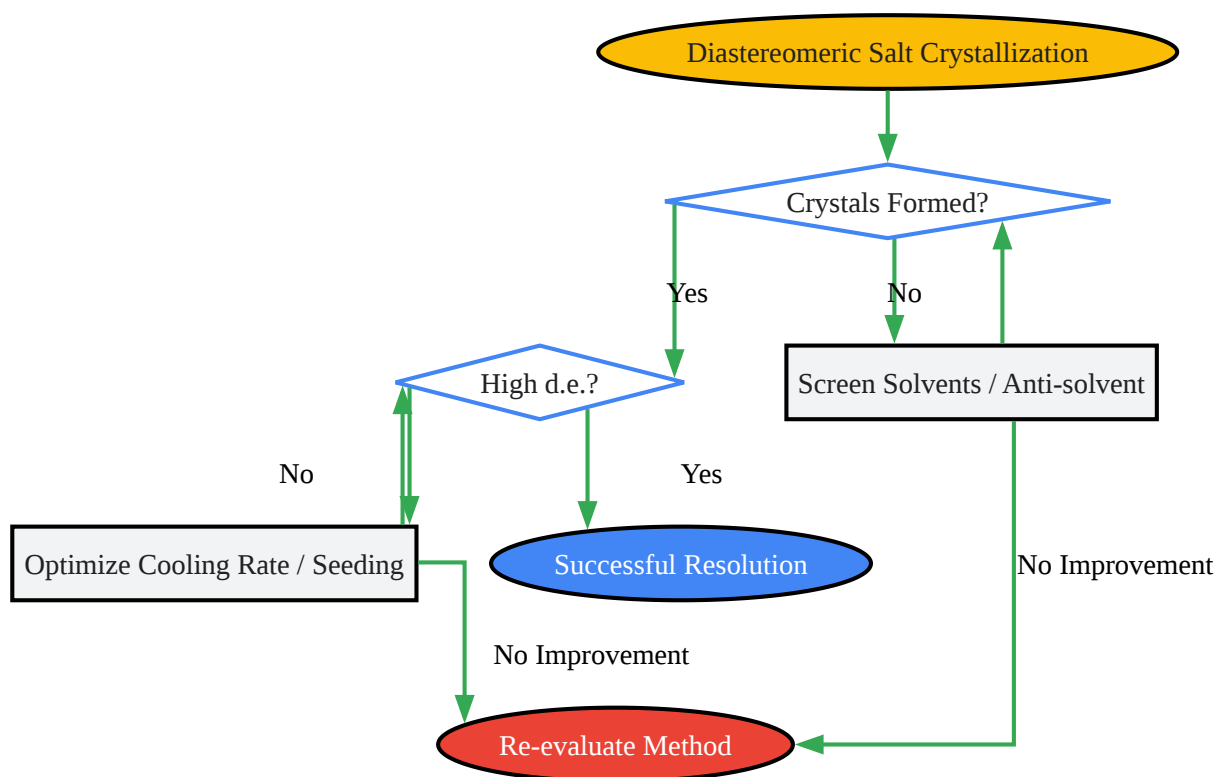 Diastereomeric Salt Crystallization
Crystals Formed?
Yes
No
High d.e.?
Screen Solvents / Anti-solvent
No
Yes
Optimize Cooling Rate / Seeding
Successful Resolution
No Improvement
No Improvement
Re-evaluate Method